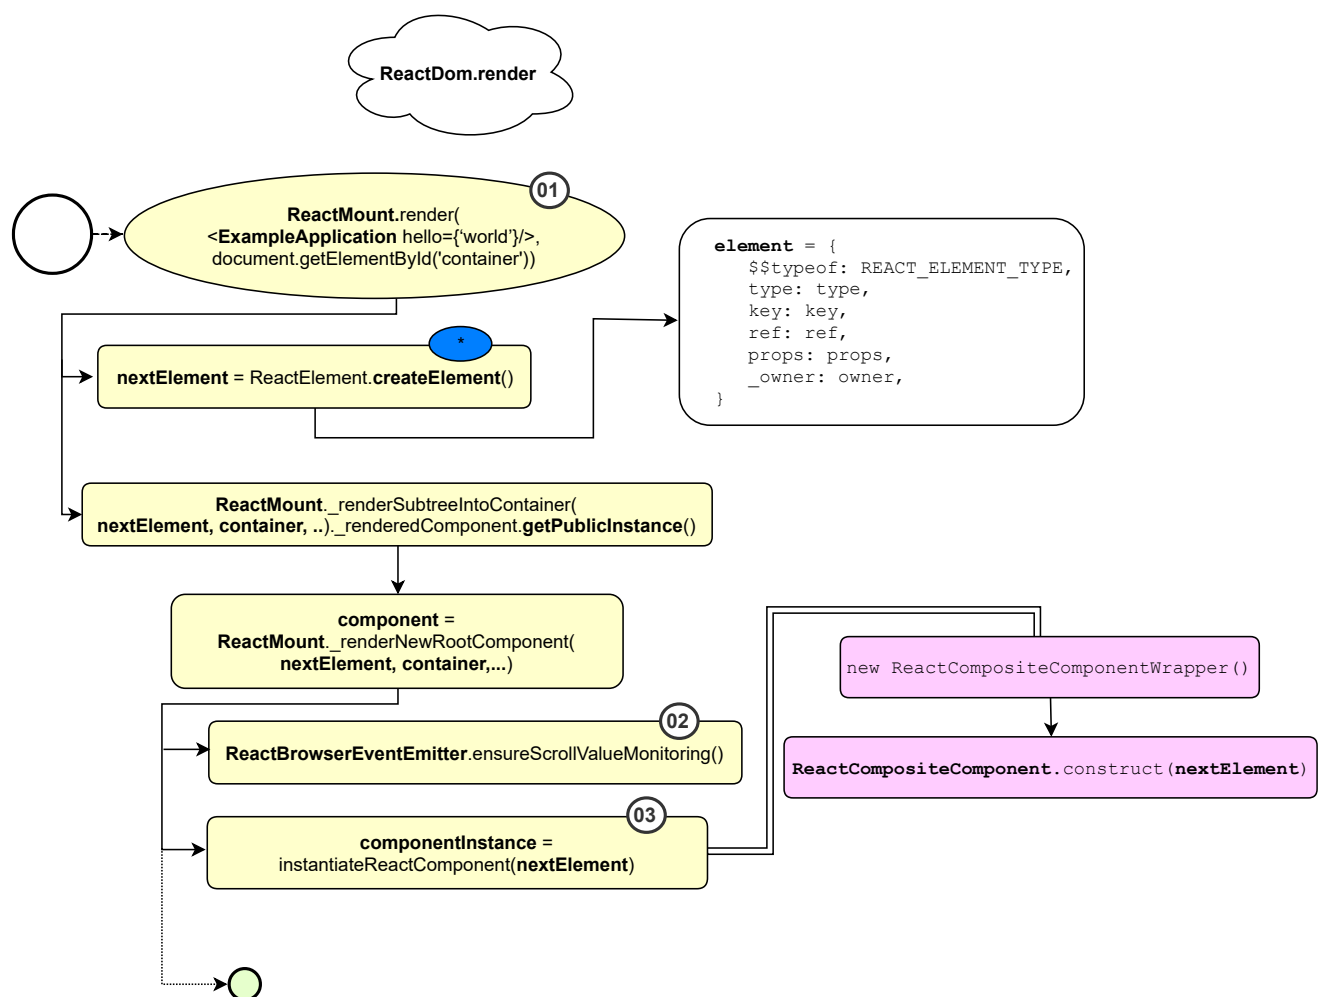 ReactDom.render
01
ReactMount.render(
<ExampleApplication hello={‘world’}/>,
document.getElementById('container'))
*
nextElement = ReactElement.createElement()
element = {
$$typeof: REACT_ELEMENT_TYPE,
type: type,
key: key,
ref: ref,
props: props,
_owner: owner,
}
ReactMount._renderSubtreeIntoContainer(
nextElement, container, ..)._renderedComponent.getPublicInstance()
component =
ReactMount._renderNewRootComponent(
nextElement, container,...)
02
ReactBrowserEventEmitter.ensureScrollValueMonitoring()
03
componentInstance =
instantiateReactComponent(nextElement)
new ReactCompositeComponentWrapper()
ReactCompositeComponent.construct(nextElement)